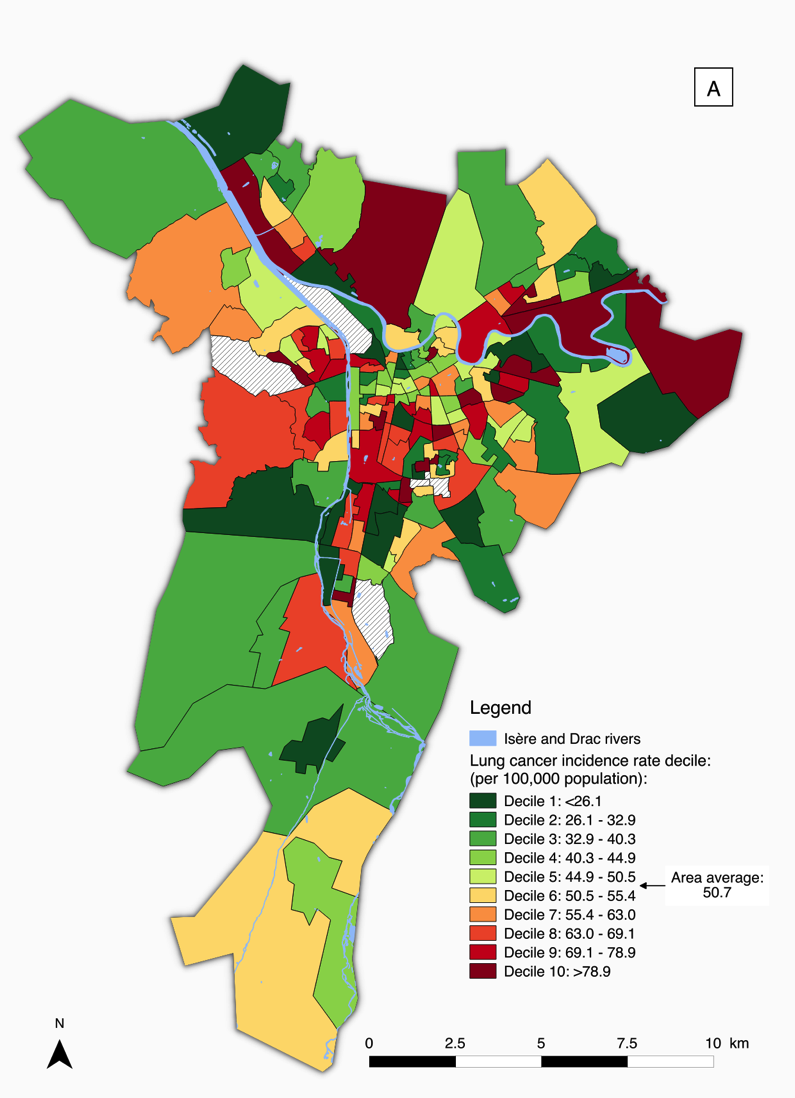 A
Legend
Isère and Drac rivers
Lung cancer incidence rate decile:
(per 100,000 population):
Decile 1: <26.1
Decile 2: 26.1 - 32.9
Decile 3: 32.9 - 40.3
Decile 4: 40.3 - 44.9
Decile 5: 44.9 - 50.5
Decile 6: 50.5 - 55.4
Decile 7: 55.4 - 63.0
Decile 8: 63.0 - 69.1
Decile 9: 69.1 - 78.9
Decile 10: >78.9
Area average:
50.7
N
0 2.5 5 7.5 10 km